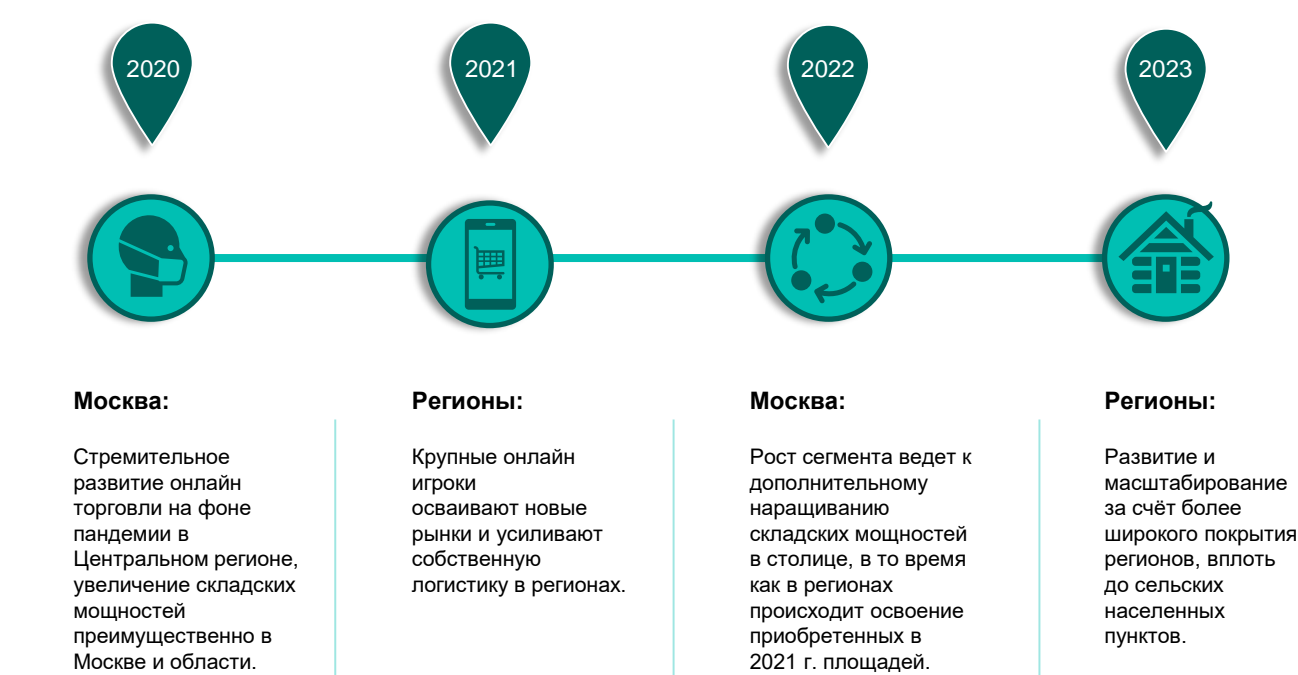 2020
2021
2022
2023
Москва:
Стремительное
развитие онлайн
торговли на фоне
пандемии в
Центральном регионе,
увеличение складских
мощностей
преимущественно в
Москве и области.
Регионы:
Крупные онлайн
игроки
осваивают новые
рынки и усиливают
собственную
логистику в регионах.
Москва:
Рост сегмента ведет к
дополнительному
наращиванию
складских мощностей
в столице, в то время
как в регионах
происходит освоение
приобретенных в
2021 г. площадей.
Регионы:
Развитие и
масштабирование
за счёт более
широкого покрытия
регионов, вплоть
до сельских
населенных
пунктов.